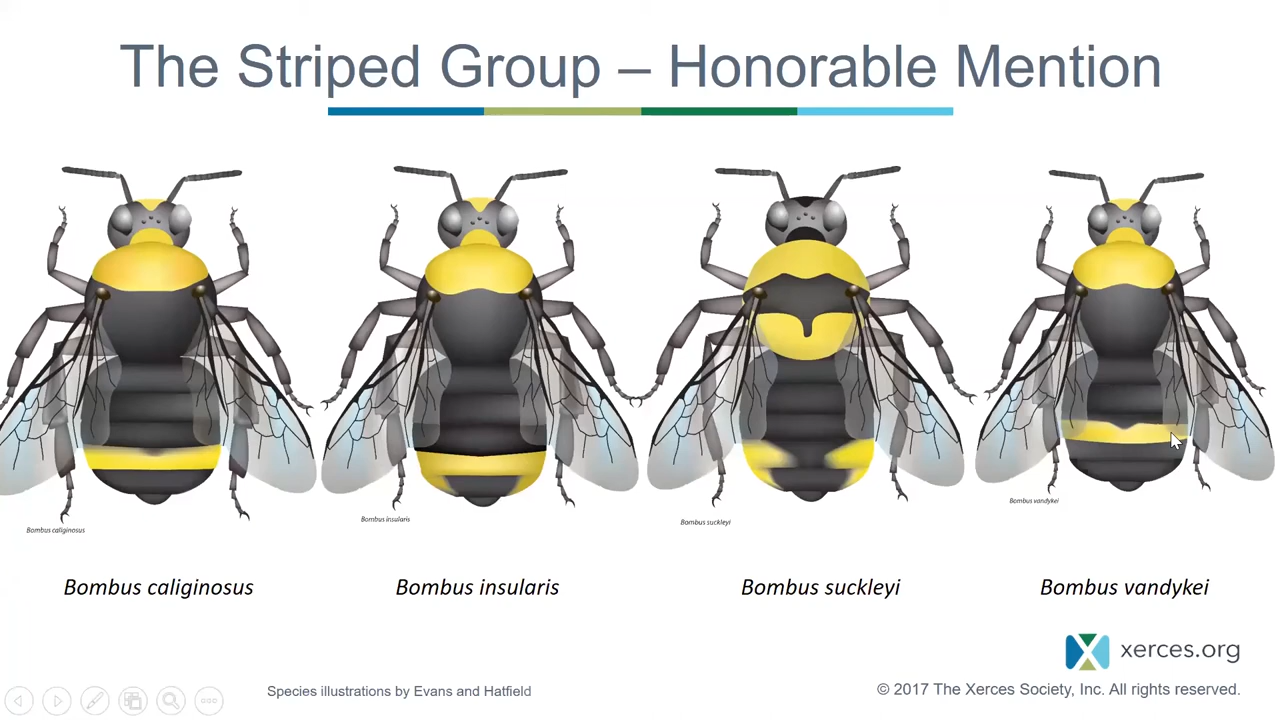 The Striped Group – Honorable Mention
Bombus caliginosus
Bombus insularis
Bombus suckleyi
Bombus vandykei
Bombus caliginosus
Bombus insularis
Bombus suckleyi
Bombus vandykei
xerces.org
Species illustrations by Evans and Hatfield
© 2017 The Xerces Society, Inc. All rights reserved.